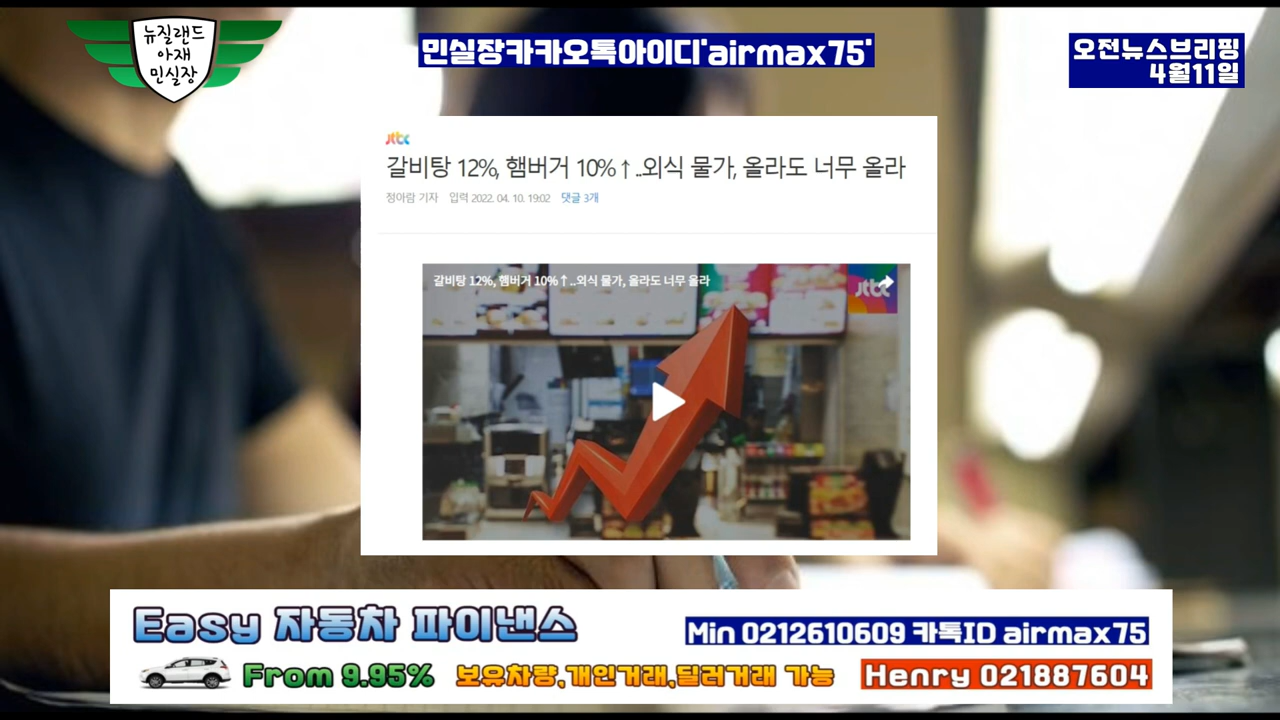 뉴질랜드
아재
민실장
민실장카카오톡아이디'airmax75'
오전뉴스브리핑
4월11일
jtbc
갈비탕 12%, 햄버거 10%↑..외식 물가, 올라도 너무 올라
정아람 기자 입력 2022. 04. 10. 19:02 댓글 3개
갈비탕 12%, 햄버거 10%↑...외식 물가, 올라도 너무 올라
jtbc
Easy 자동차 파이낸스
Min 0212610609 카톡ID airmax75
From 9.95% 보유차량,개인거래,딜러거래 가능
Henry 021887604